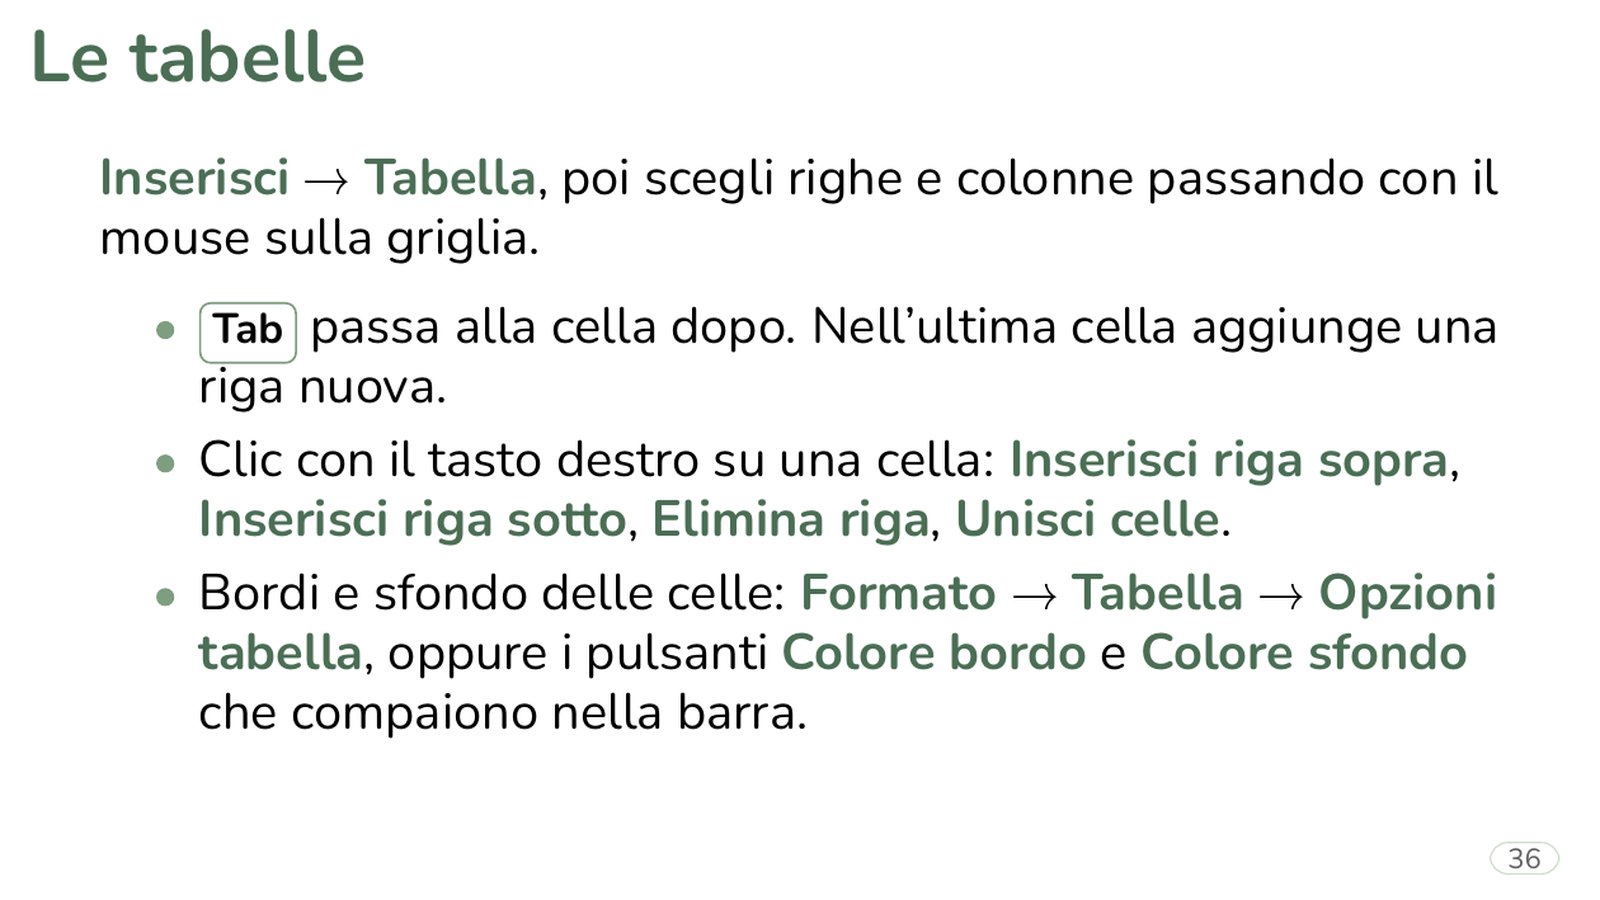 Le tabelle
Inserisci → Tabella, poi scegli righe e colonne passando con il
mouse sulla griglia.
• Tab passa alla cella dopo. Nell’ultima cella aggiunge una
riga nuova.
• Clic con il tasto destro su una cella: Inserisci riga sopra,
Inserisci riga sotto, Elimina riga, Unisci celle.
• Bordi e sfondo delle celle: Formato → Tabella → Opzioni
tabella, oppure i pulsanti Colore bordo e Colore sfondo
che compaiono nella barra.
36